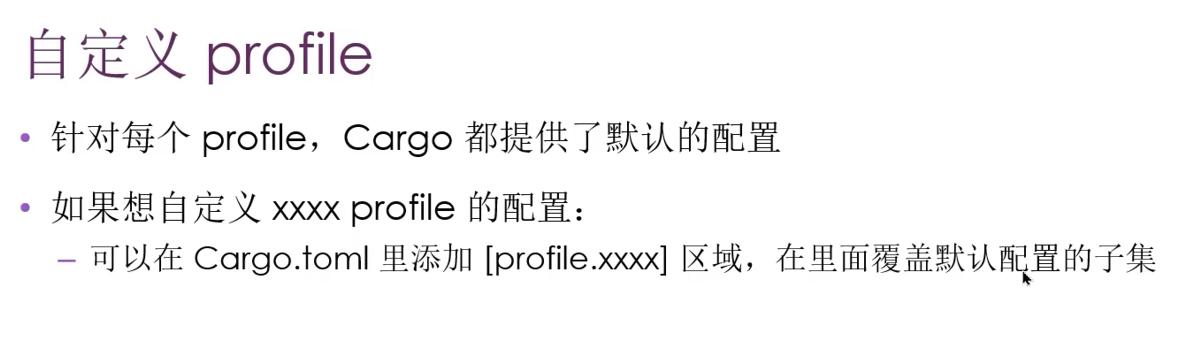 自定义 profile
• 针对每个 profile，Cargo 都提供了默认的配置
• 如果想自定义 xxxx profile 的配置：
– 可以在 Cargo.toml 里添加 [profile.xxxx] 区域，在里面覆盖默认配置的子集